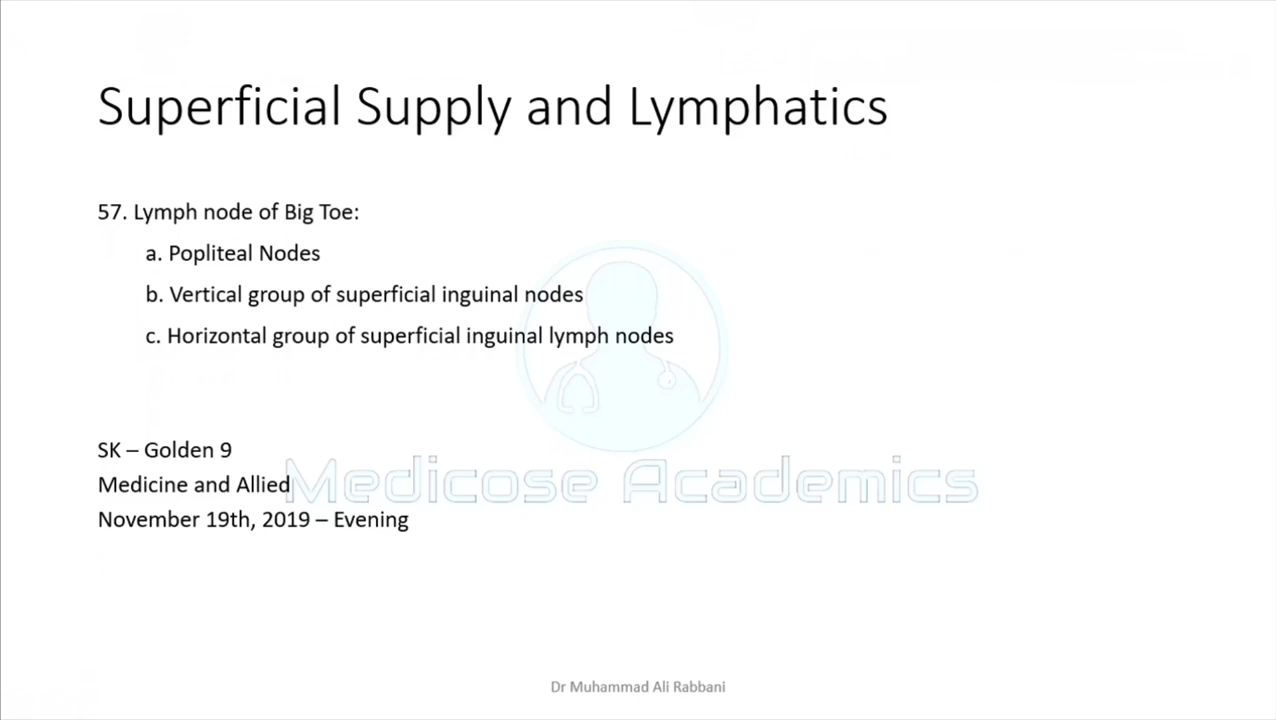 Superficial Supply and Lymphatics
57. Lymph node of Big Toe:
a. Popliteal Nodes
b. Vertical group of superficial inguinal nodes
c. Horizontal group of superficial inguinal lymph nodes
SK – Golden 9
Medicine and Allied
Medicose Academics
November 19th, 2019 – Evening
Dr Muhammad Ali Rabbani